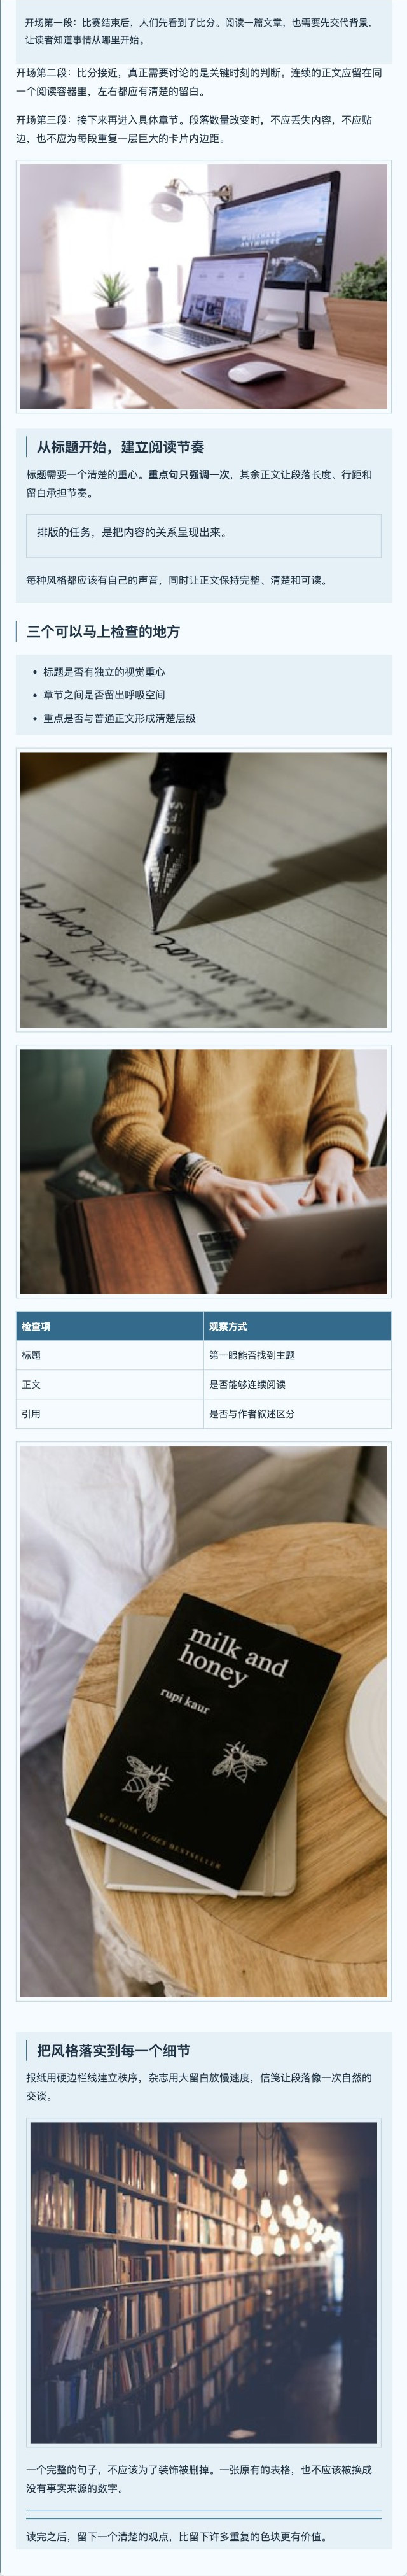 开场第一段：比赛结束后，人们先看到了比分。阅读一篇文章，也需要先交代背景，
让读者知道事情从哪里开始。
开场第二段：比分接近，真正需要讨论的是关键时刻的判断。连续的正文应留在同
一个阅读容器里，左右都应有清楚的留白。
开场第三段：接下来再进入具体章节。段落数量改变时，不应丢失内容，不应贴
边，也不应为每段重复一层巨大的卡片内边距。
从标题开始，建立阅读节奏
标题需要一个清楚的重心。重点句只强调一次，其余正文让段落长度、行距和
留白承担节奏。
排版的任务，是把内容的关系呈现出来。
每种风格都应该有自己的声音，同时让正文保持完整、清楚和可读。
三个可以马上检查的地方
• 标题是否有独立的视觉重心
• 章节之间是否留出呼吸空间
• 重点是否与普通正文形成清楚层级
检查项 观察方式
标题 第一眼能否找到主题
正文 是否能够连续阅读
引用 是否与作者叙述区分
milk and
honey
rupi kaur
NEW YORK TIMES BESTSELLER
把风格落实到每一个细节
报纸用硬边栏线建立秩序，杂志用大留白放慢速度，信笺让段落像一次自然的
交谈。
一个完整的句子，不应该为了装饰被删掉。一张原有的表格，也不应该被换成
没有事实来源的数字。
读完之后，留下一个清楚的观点，比留下许多重复的色块更有价值。